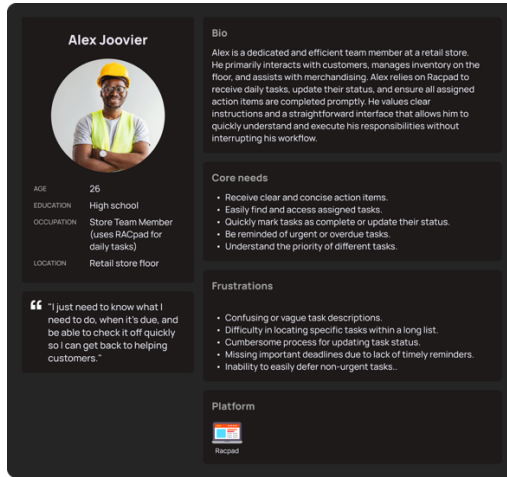 Alex Joovier
AGE 26
EDUCATION High school
OCCUPATION Store Team Member
(uses RACpad for
daily tasks)
LOCATION Retail store floor
"I just need to know what I
need to do, when it's due, and
be able to check it off quickly
so I can get back to helping
customers."
Bio
Alex is a dedicated and efficient team member at a retail store.
He primarily interacts with customers, manages inventory on the
floor, and assists with merchandising. Alex relies on Racpad to
receive daily tasks, update their status, and ensure all assigned
action items are completed promptly. He values clear
instructions and a straightforward interface that allows him to
quickly understand and execute his responsibilities without
interrupting his workflow.
Core needs
• Receive clear and concise action items.
• Easily find and access assigned tasks.
• Quickly mark tasks as complete or update their status.
• Be reminded of urgent or overdue tasks.
• Understand the priority of different tasks.
Frustrations
• Confusing or vague task descriptions.
• Difficulty in locating specific tasks within a long list.
• Cumbersome process for updating task status.
• Missing important deadlines due to lack of timely reminders.
• Inability to easily defer non-urgent tasks..
Platform
Racpad